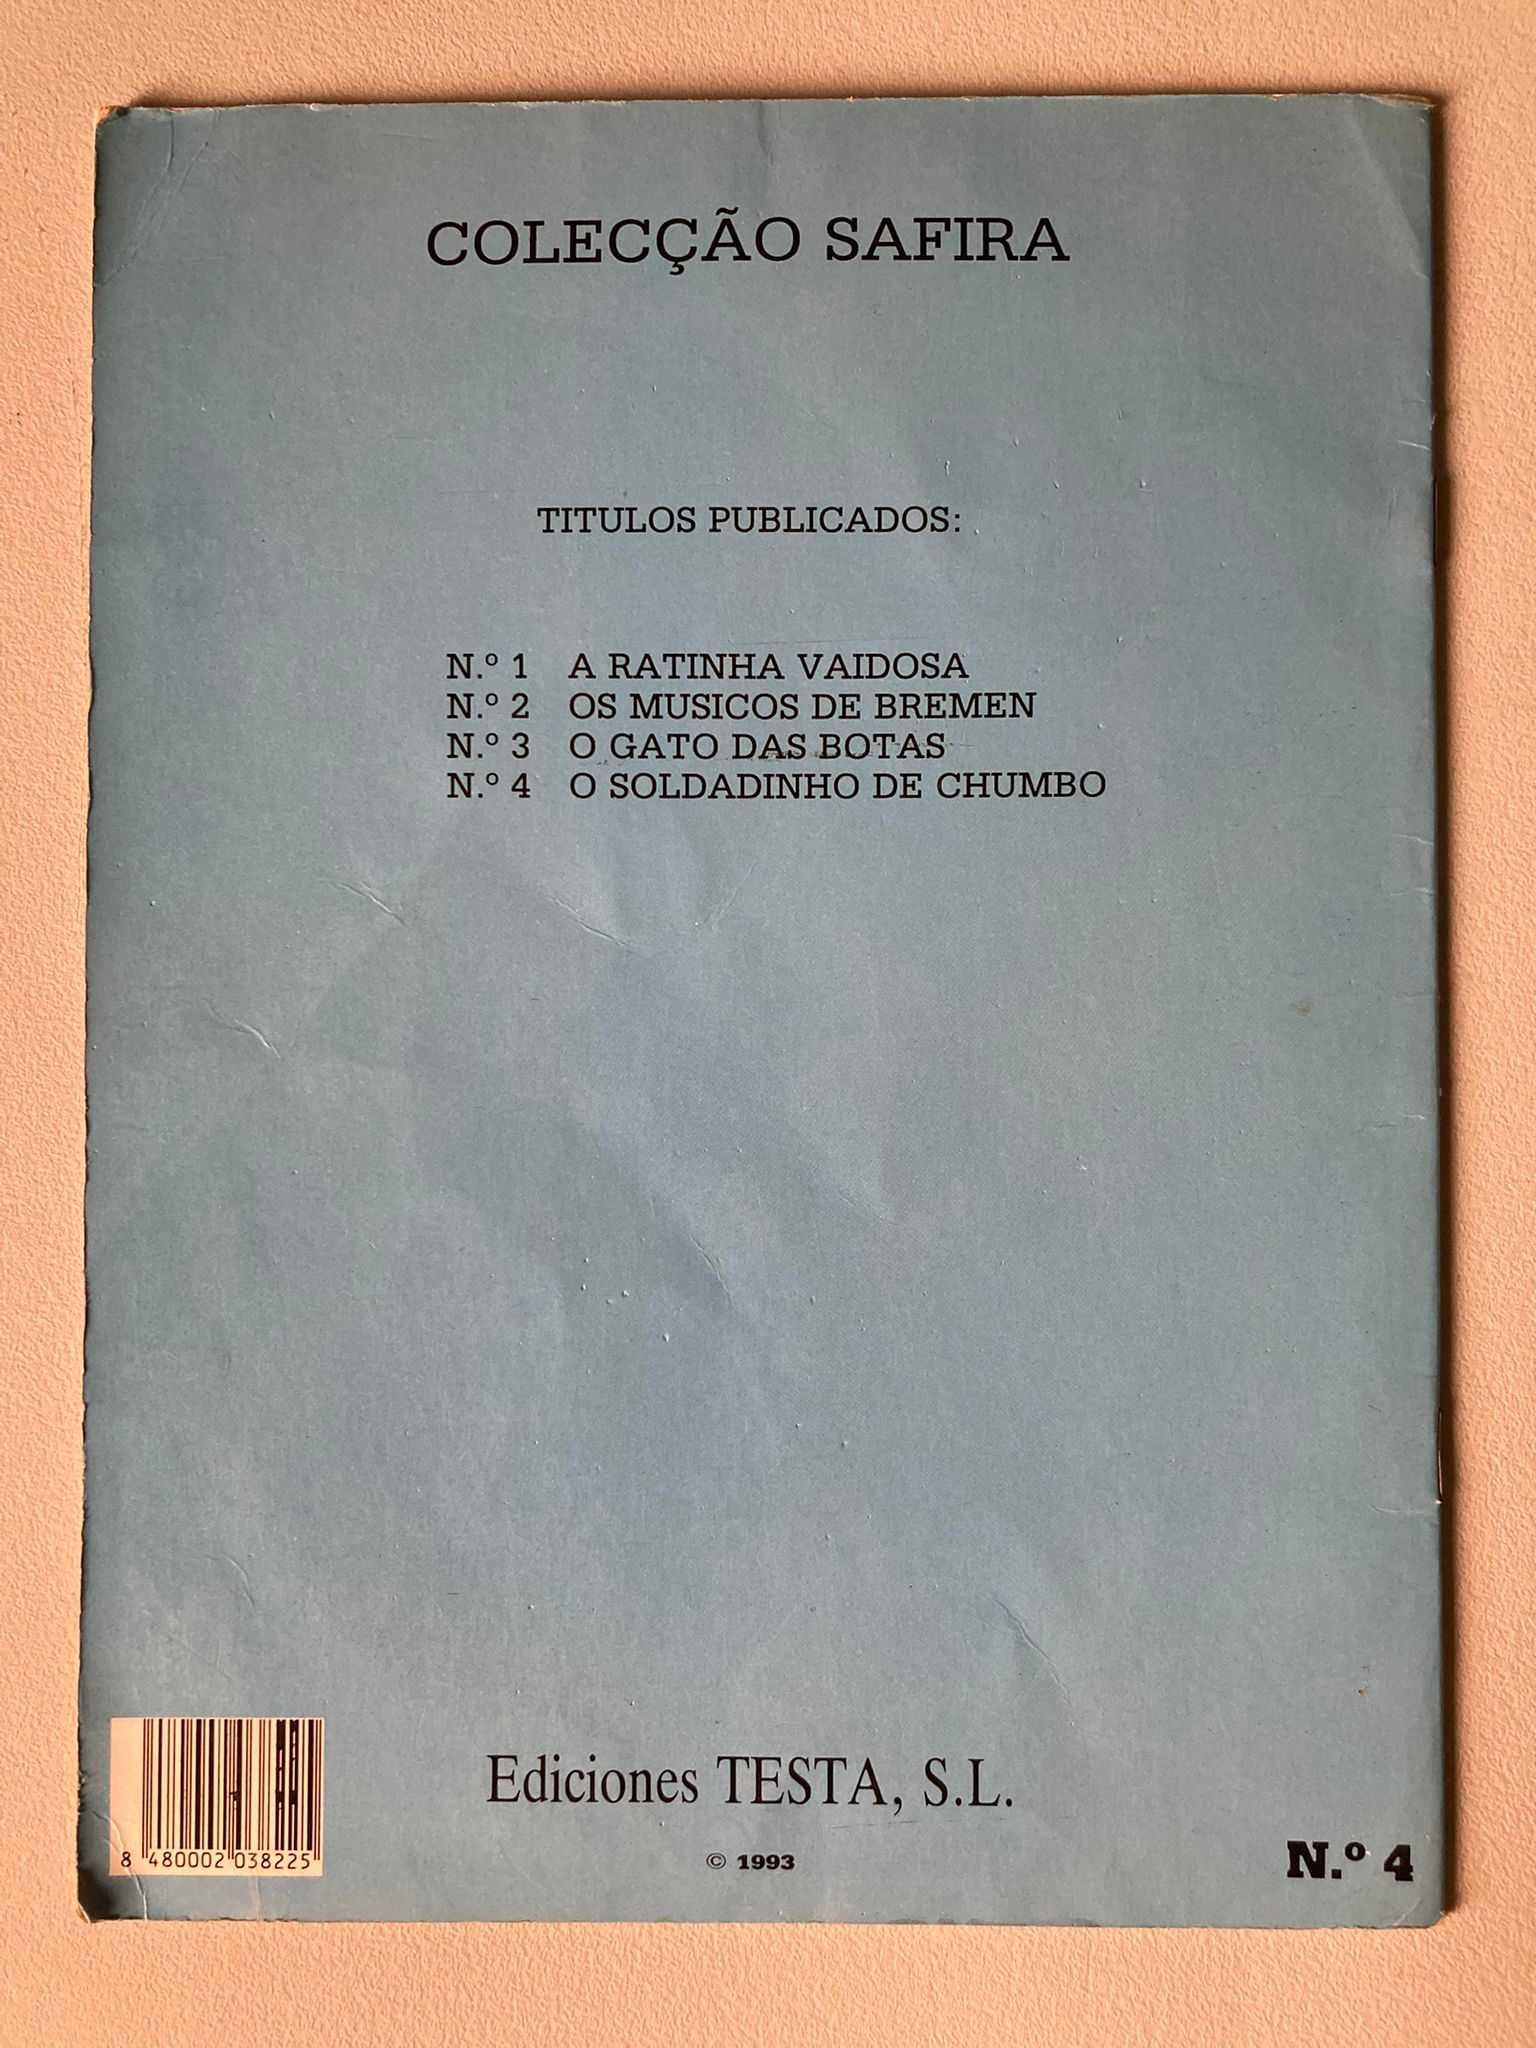 COLECÇÃO SAFIRA
TITULOS PUBLICADOS:
N.º 1 A RATINHA VAIDOSA
N.º 2 OS MUSICOS DE BREMEN
N.º 3 O GATO DAS BOTAS
N.º 4 O SOLDADINHO DE CHUMBO
Ediciones TESTA, S.L.
© 1993
8 480002 038225
N.º 4